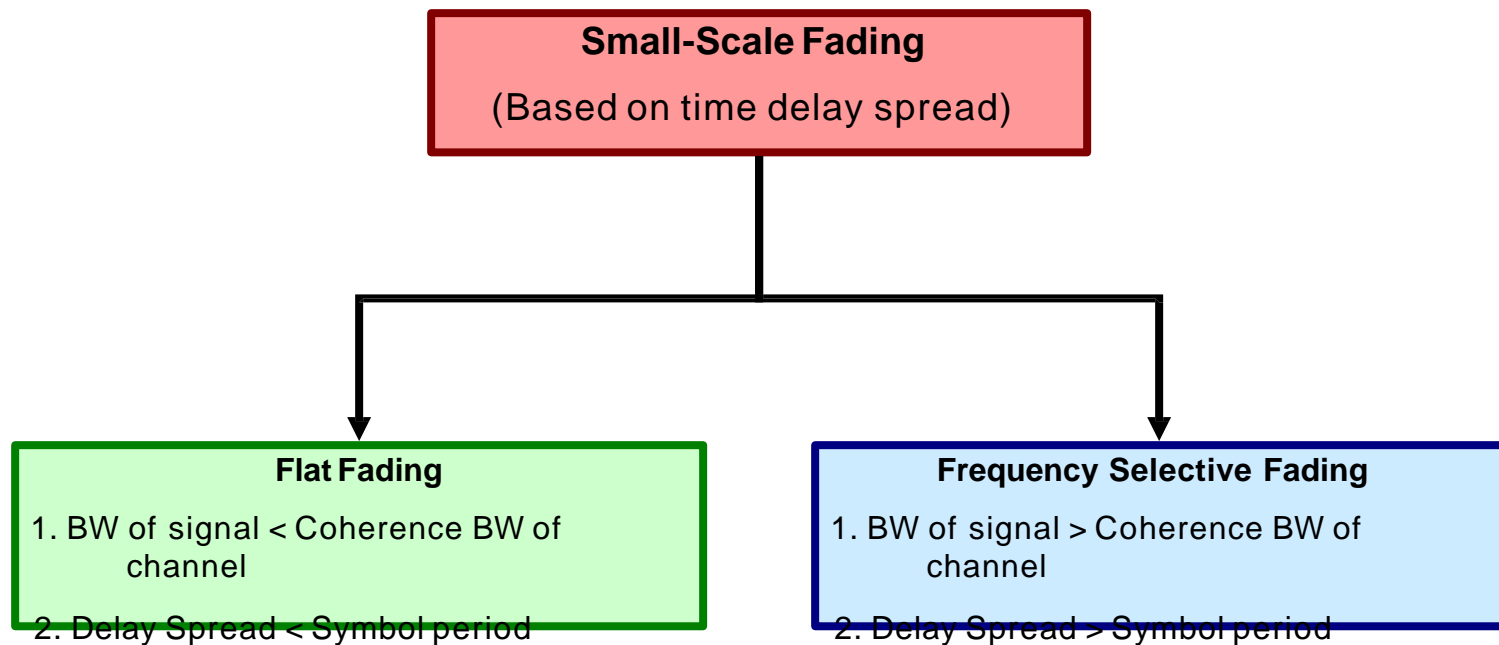 Small-Scale Fading
(Based on time delay spread)
Flat Fading
1. BW of signal < Coherence BW of
channel
2. Delay Spread < Symbol period
Frequency Selective Fading
1. BW of signal > Coherence BW of
channel
2. Delay Spread > Symbol period